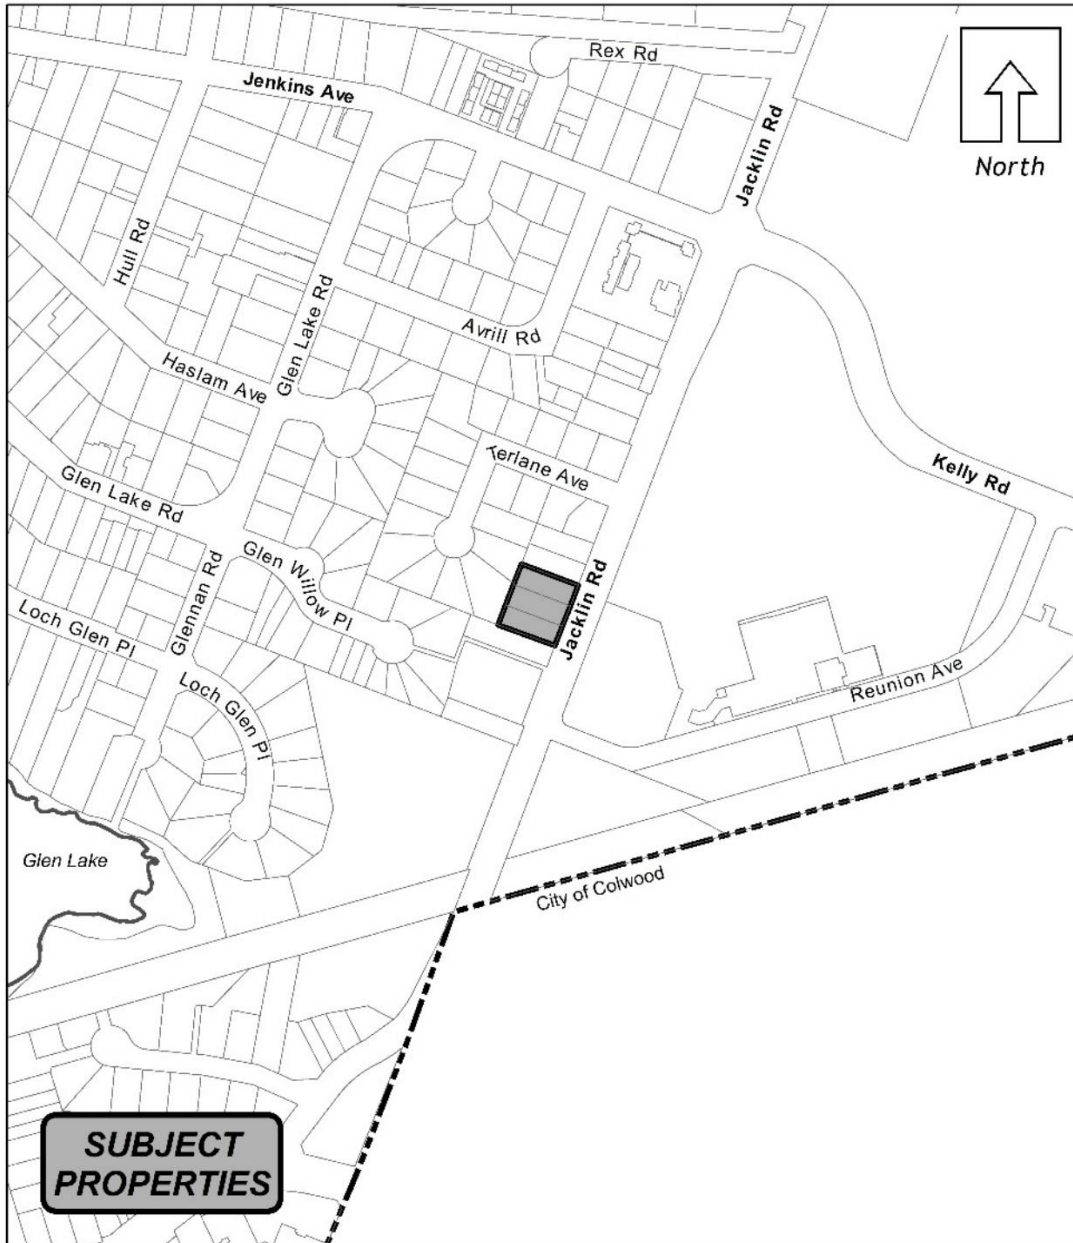 Rex Rd
Jenkins Ave
Jacklin Rd
North
Hull Rd
Glen Lake Rd
Avrill Rd
Haslam Ave
Terlane Ave
Kelly Rd
Glen Lake Rd
Glen Willow Pl
Glennan Rd
Jacklin Rd
Loch Glen Pl
Loch Glen Pl
Reunion Ave
Glen Lake
City of Colwood
SUBJECT
PROPERTIES